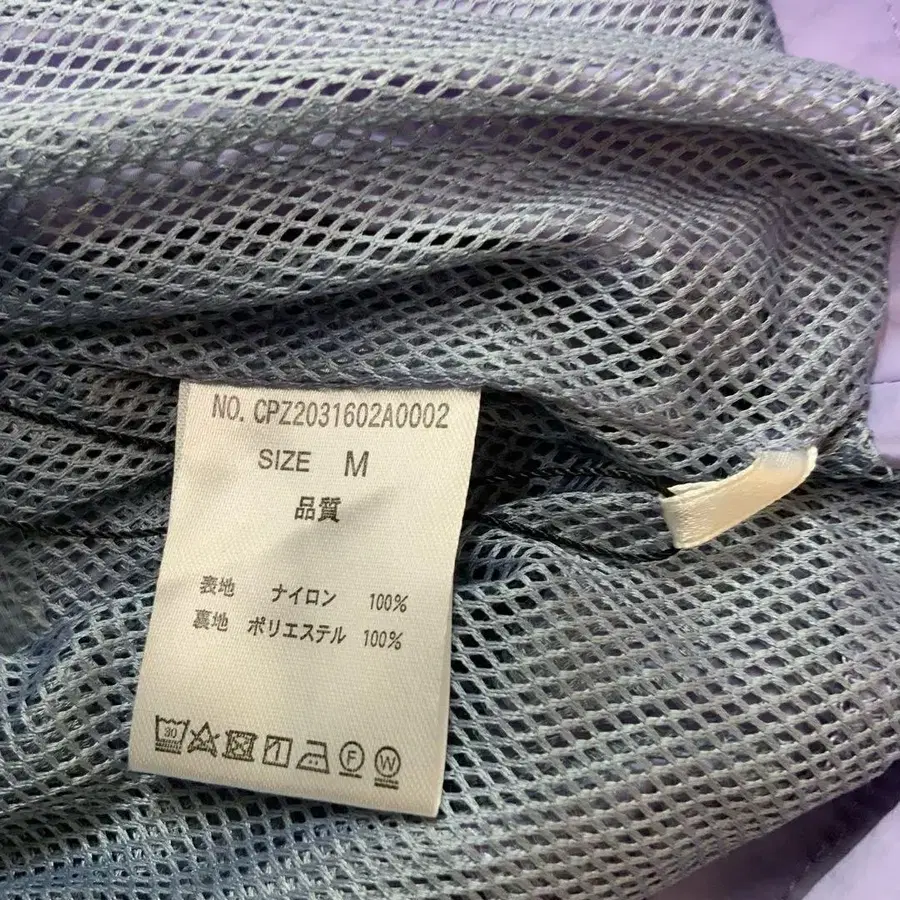 NO. CPZ2031602A0002
SIZE M
品質
表地 ナイロン 100%
裏地 ポリエステル 100%
30 F W